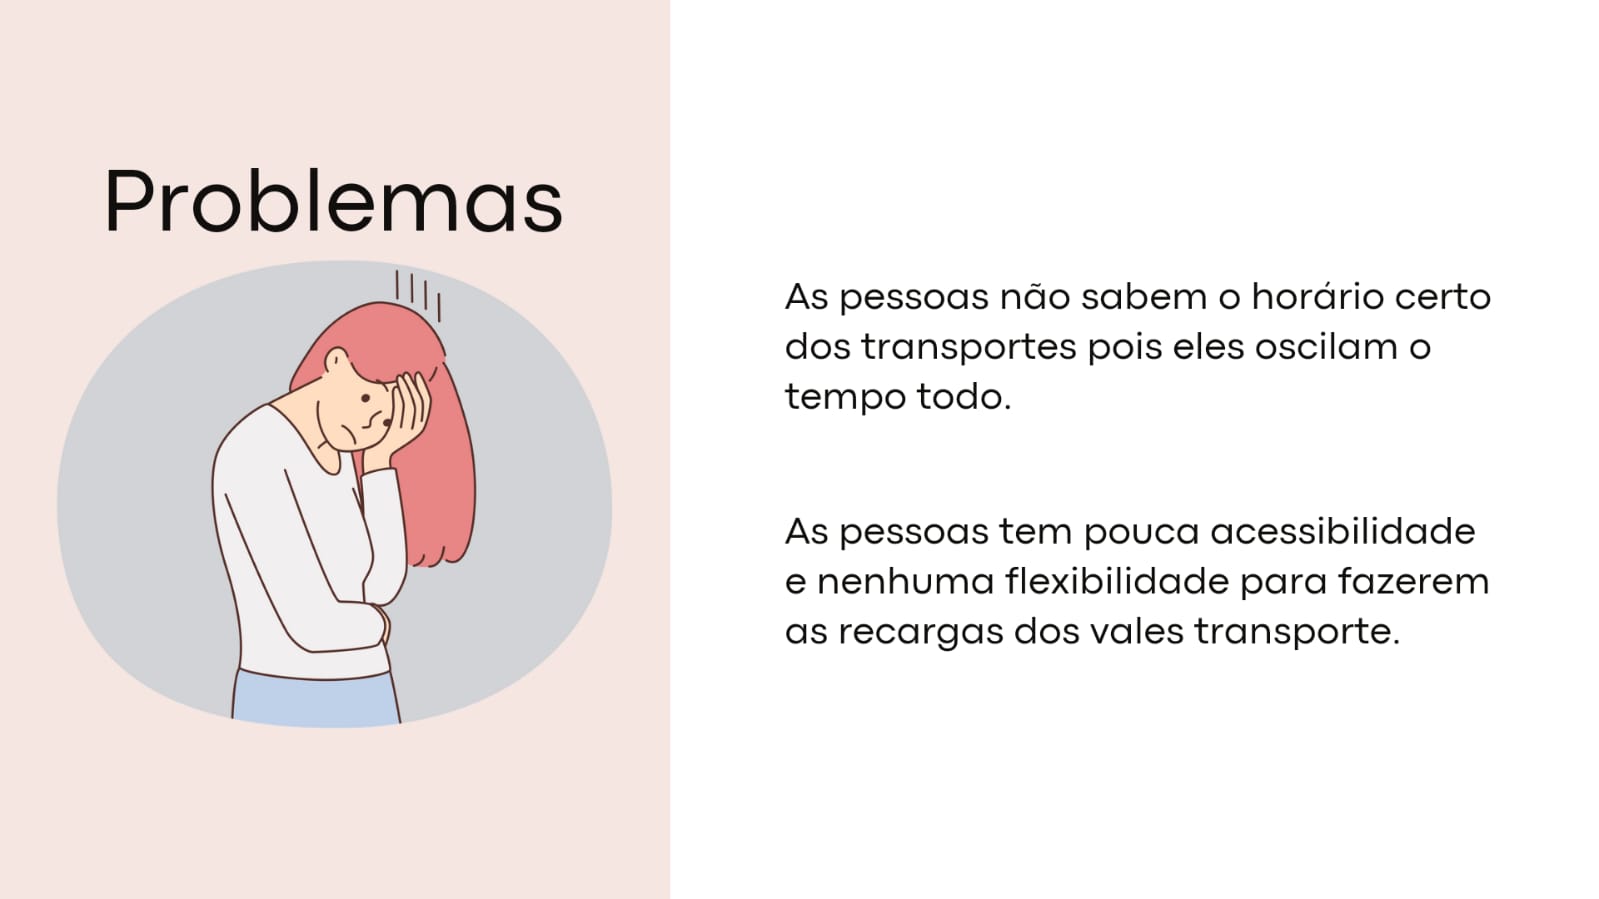 Problemas
As pessoas não sabem o horário certo
dos transportes pois eles oscilam o
tempo todo.
As pessoas tem pouca acessibilidade
e nenhuma flexibilidade para fazerem
as recargas dos vales transporte.